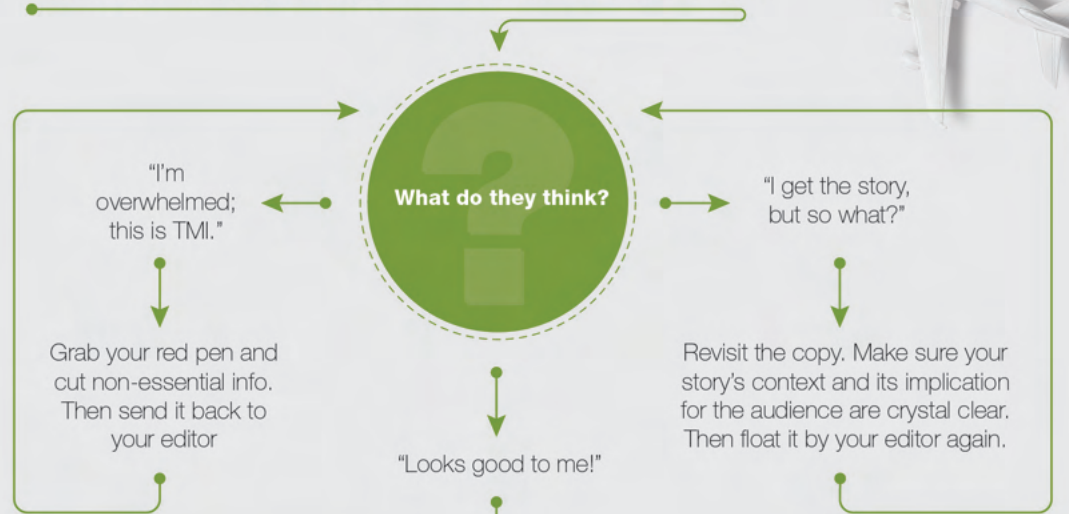 What do they think?
“I'm
overwhelmed;
this is TMI.”
“I get the story,
but so what?”
Grab your red pen and
cut non-essential info.
Then send it back to
your editor
Revisit the copy. Make sure your
story’s context and its implication
for the audience are crystal clear.
Then float it by your editor again.
“Looks good to me!”